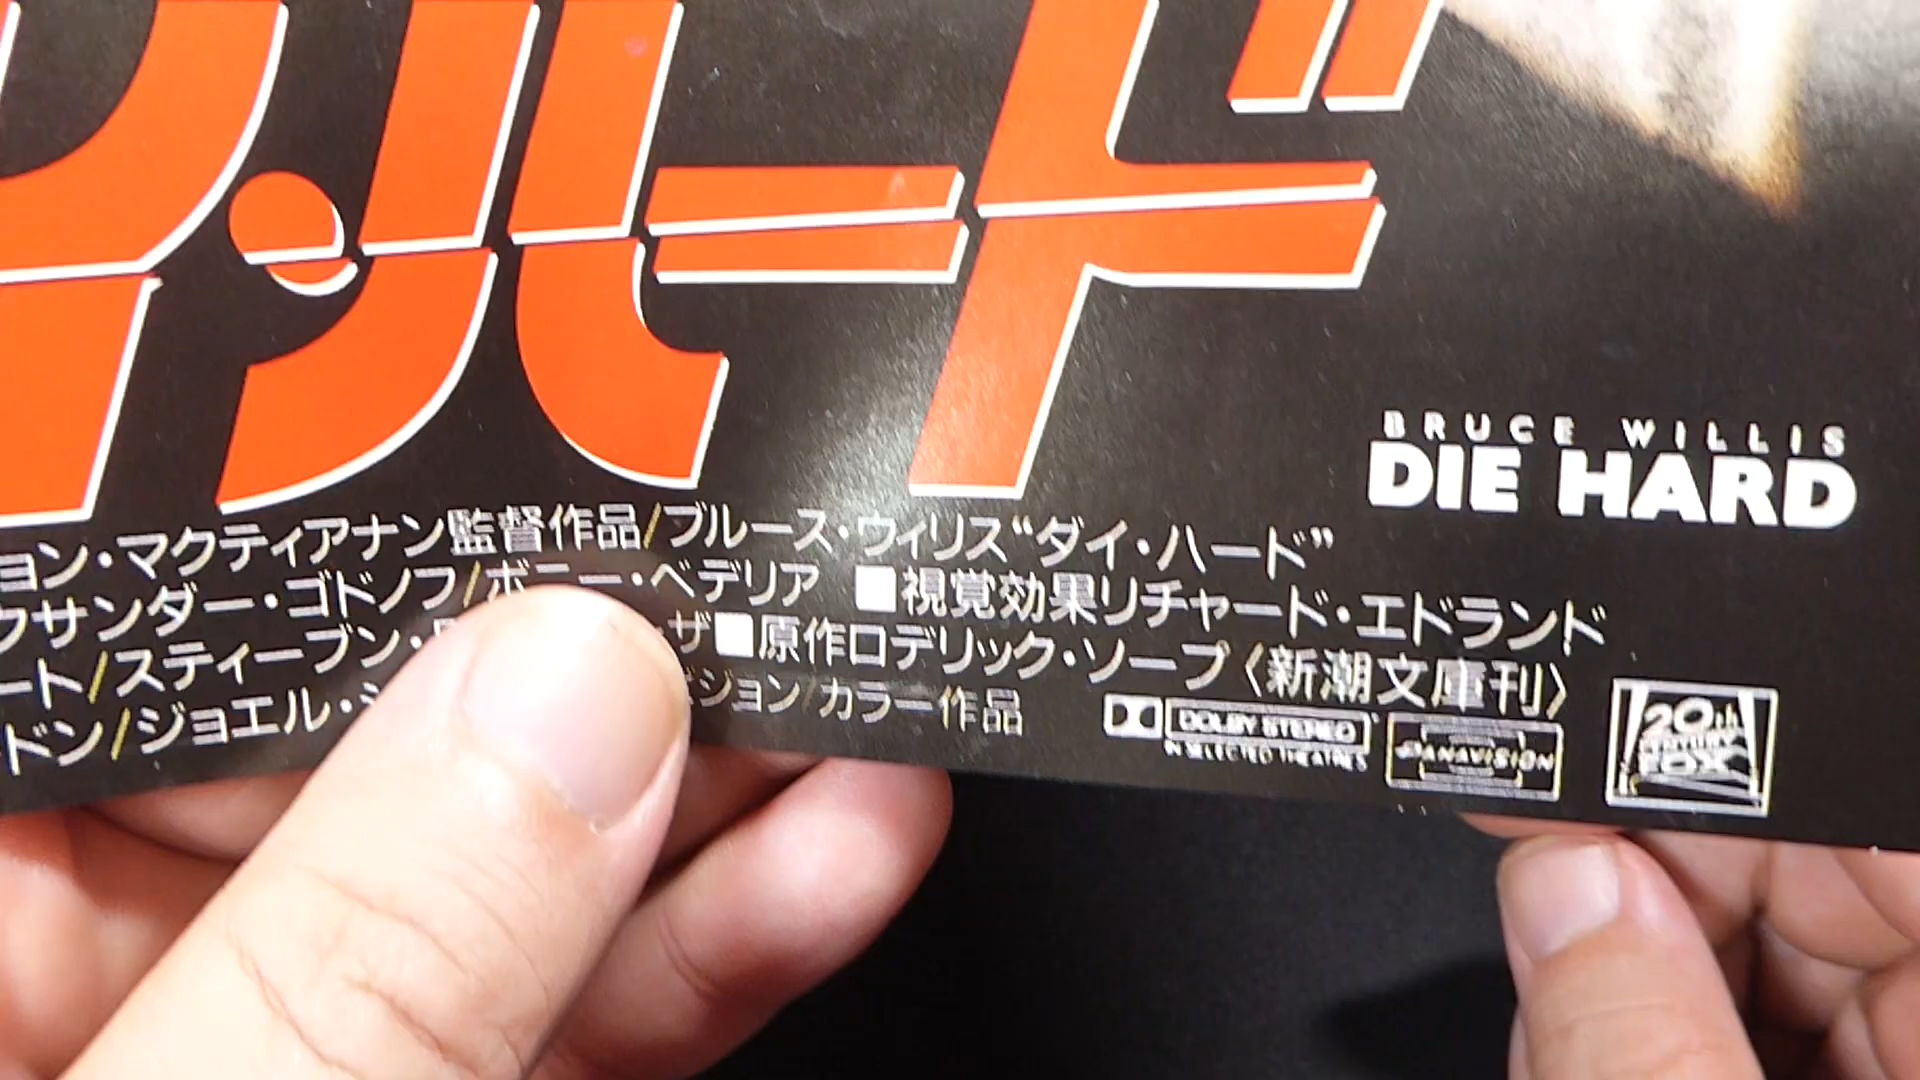 イ・ハード
BRUCE WILLIS
DIE HARD
ョン・マクティアナン監督作品/ブルース・ウィリス“ダイ・ハード”
クサンダー・ゴドノフ/ボニー・ベデリア ■視覚効果リチャード・エドランド
ート/スティーブン・ ザ■原作ロデリック・ソープ〈新潮文庫刊〉
ドン/ジョエル・シ ビジョン/カラー作品
DOLBY STEREO
IN SELECTED THEATRES
PANAVISION
20th
CENTURY
FOX